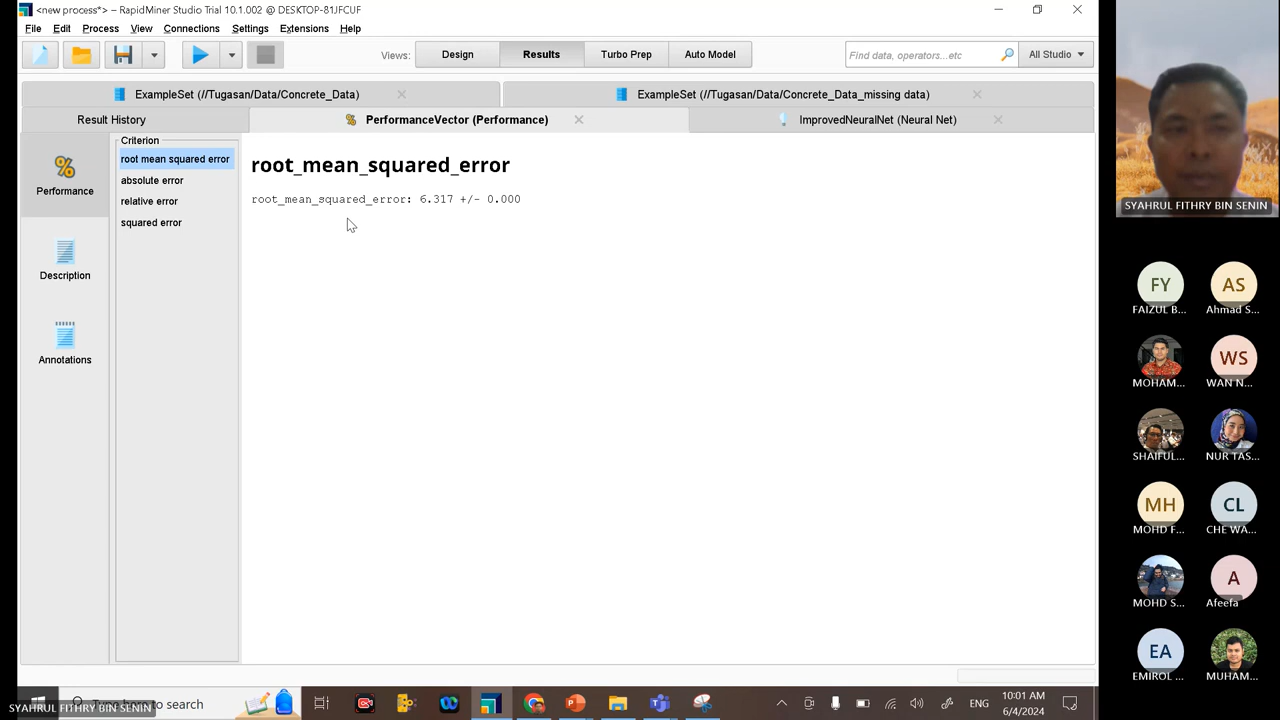 <new process*> – RapidMiner Studio Trial 10.1.002 @ DESKTOP-81JFCUF
File Edit Process View Connections Settings Extensions Help
Views: Design Results Turbo Prep Auto Model Find data, operators...etc All Studio
ExampleSet (//Tugasan/Data/Concrete_Data) ExampleSet (//Tugasan/Data/Concrete_Data_missing data)
Result History PerformanceVector (Performance) ImprovedNeuralNet (Neural Net)
Performance
Description
Annotations
Criterion
root mean squared error
absolute error
relative error
squared error
root_mean_squared_error
root_mean_squared_error: 6.317 +/- 0.000
SYAHRUL FITHRY BIN SENIN
FY AS
FAIZUL B... Ahmad S...
WS
MOHAM... WAN N...
SHAIFUL... NUR TAS...
MH CL
MOHD F... CHE WA...
A
MOHD S... Afeefa
EA
EMIROL ... MUHAM...
SYAHRUL FITHRY BIN SENIN
search
ENG
10:01 AM
6/4/2024